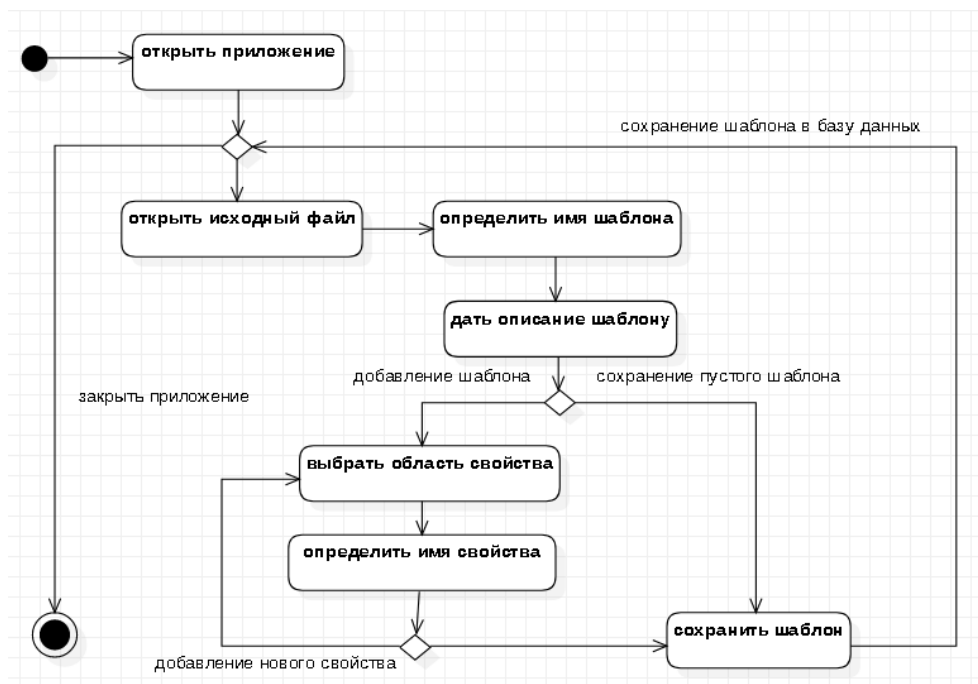 открыть приложение
сохранение шаблона в базу данных
открыть исходный файл
определить имя шаблона
дать описание шаблону
добавление шаблона
сохранение пустого шаблона
закрыть приложение
выбрать область свойства
определить имя свойства
сохранить шаблон
добавление нового свойства